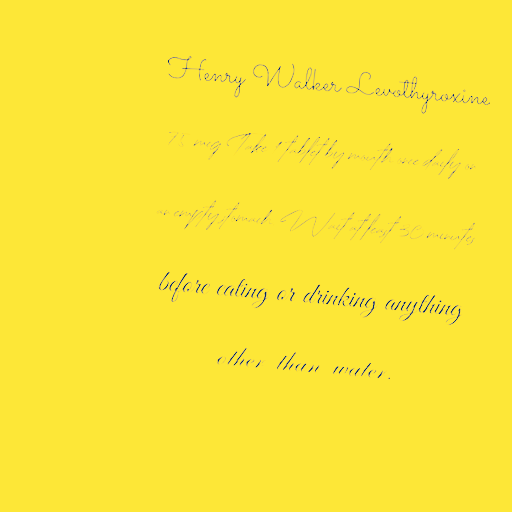 Henry Walker Levothyroxine
75 mcg Take 1 tablet by mouth once daily on
an empty stomach. Wait at least 30 minutes
before eating or drinking anything
other than water.